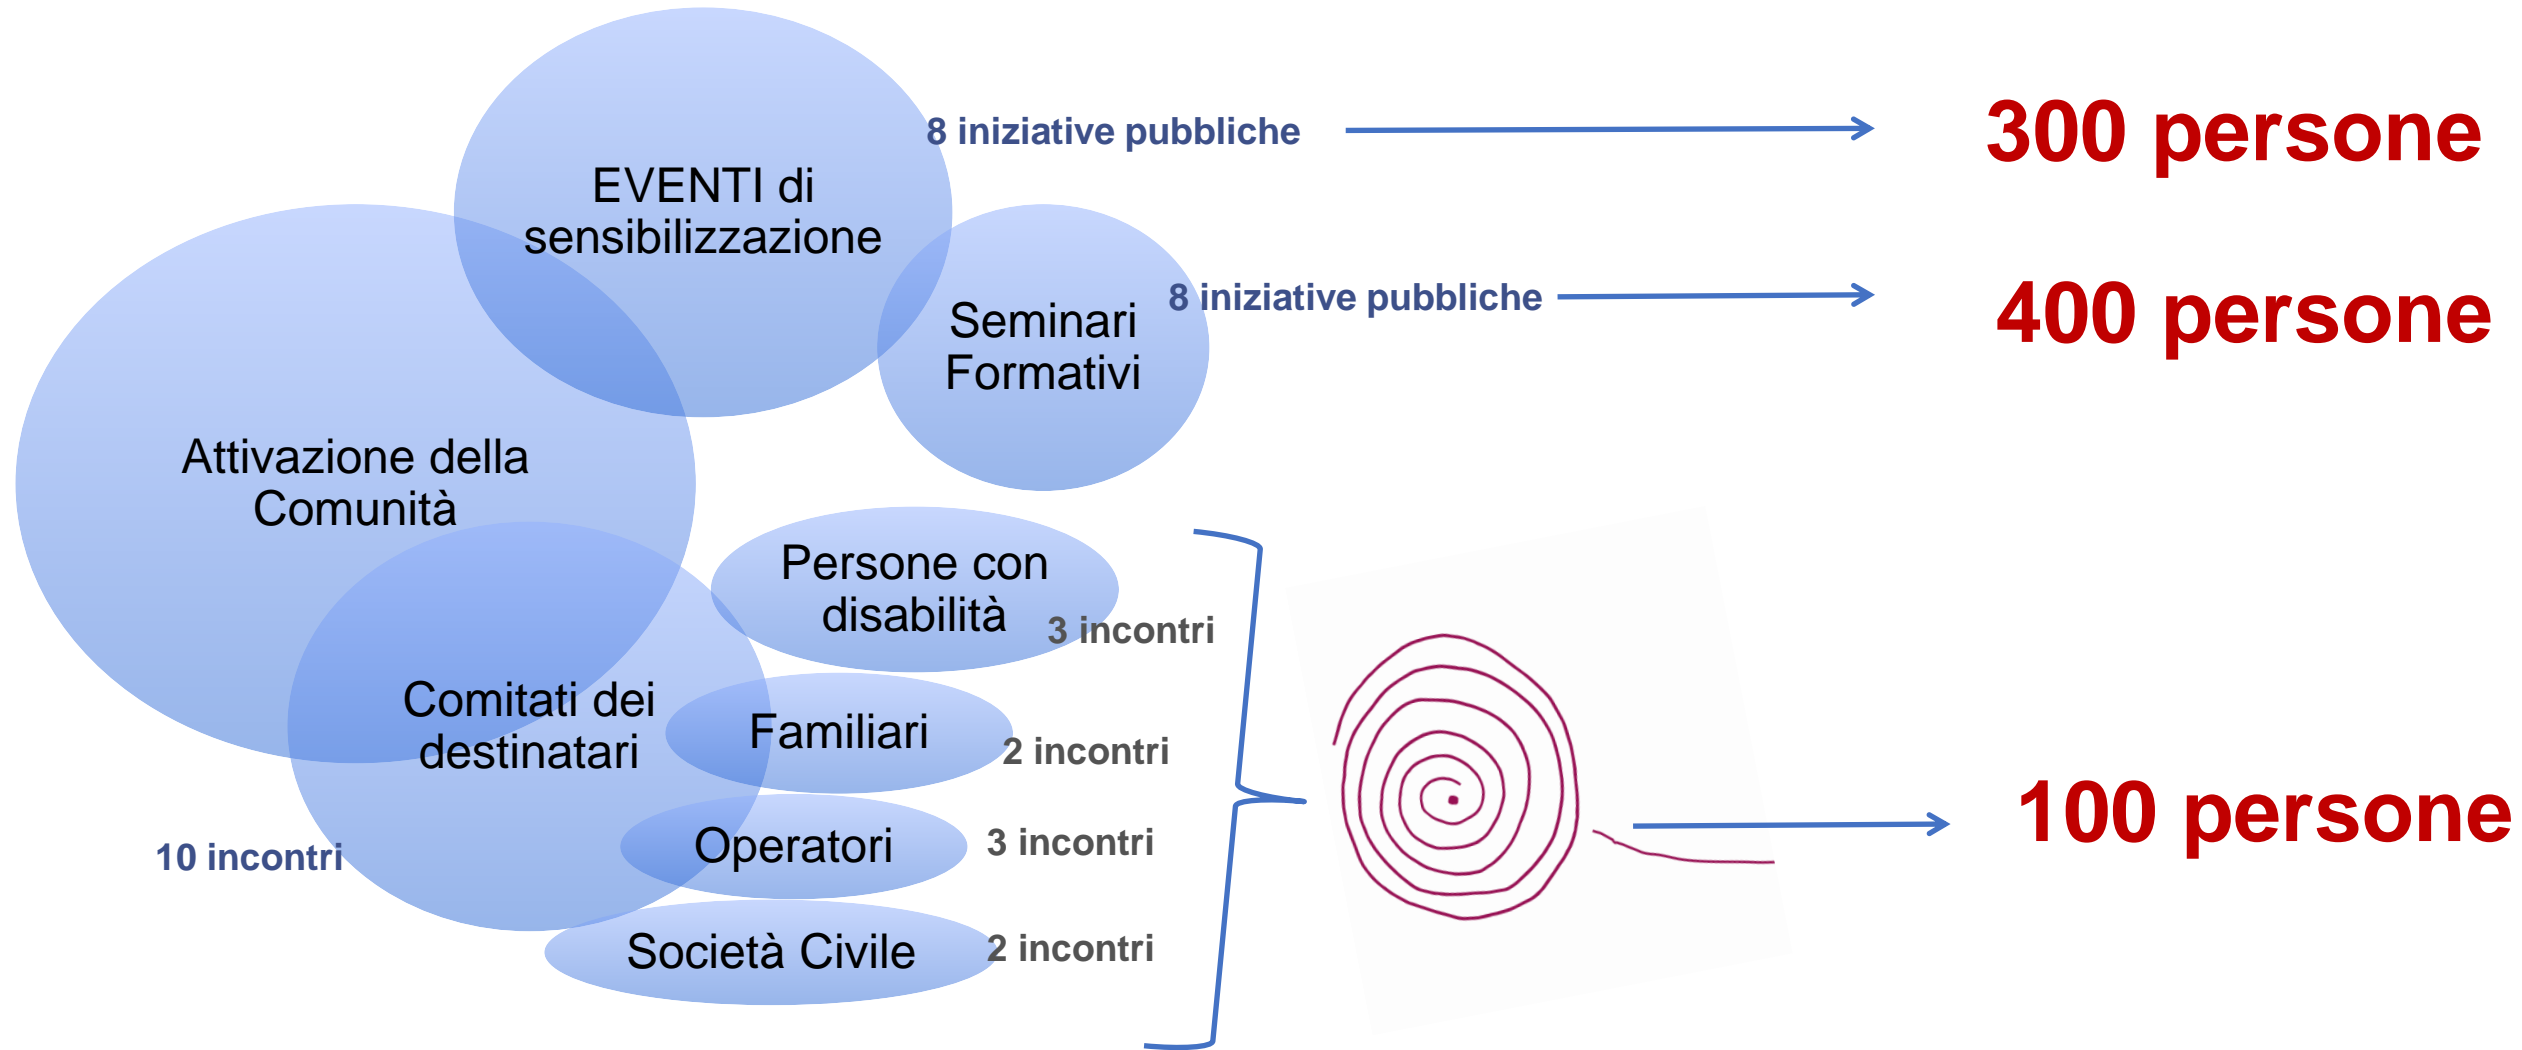 8 iniziative pubbliche
300 persone
EVENTI di
sensibilizzazione
8 iniziative pubbliche
400 persone
Seminari
Formativi
Attivazione della
Comunità
Persone con
disabilità
3 incontri
Comitati dei
destinatari
Familiari
2 incontri
10 incontri
Operatori
3 incontri
100 persone
Società Civile
2 incontri